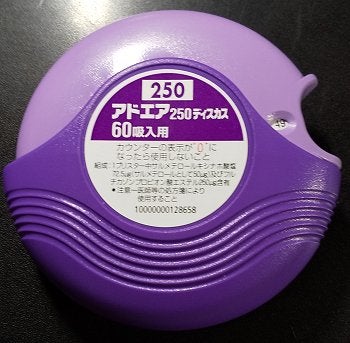 250
アドエア250ディスカス
60吸入用
カウンターの表示が"0"に
なったら使用しないこと
組成:1ブリスター中サルメテロールキシナホ酸塩
72.5μg(サルメテロールとして50μg)及びフル
チカゾンプロピオン酸エステル250μg含有
*注意-医師等の処方箋により
使用すること
10000000128658